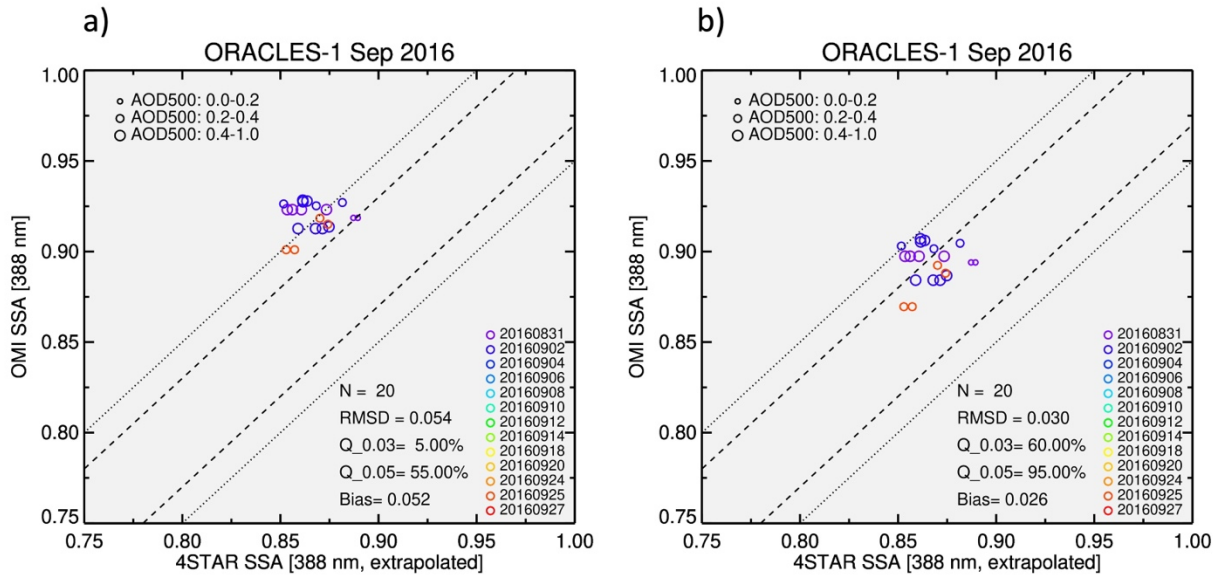 a)
ORACLES-1 Sep 2016
1.00
0.95
0.90
0.85
0.80
0.75
OMI SSA [388 nm]
AOD500: 0.0-0.2
AOD500: 0.2-0.4
AOD500: 0.4-1.0
N = 20
RMSD = 0.054
Q_0.03= 5.00%
Q_0.05= 55.00%
Bias= 0.052
20160831
20160902
20160904
20160906
20160908
20160910
20160912
20160914
20160918
20160920
20160924
20160925
20160927
0.75 0.80 0.85 0.90 0.95 1.00
4STAR SSA [388 nm, extrapolated]
b)
ORACLES-1 Sep 2016
1.00
0.95
0.90
0.85
0.80
0.75
OMI SSA [388 nm]
AOD500: 0.0-0.2
AOD500: 0.2-0.4
AOD500: 0.4-1.0
N = 20
RMSD = 0.030
Q_0.03= 60.00%
Q_0.05= 95.00%
Bias= 0.026
20160831
20160902
20160904
20160906
20160908
20160910
20160912
20160914
20160918
20160920
20160924
20160925
20160927
0.75 0.80 0.85 0.90 0.95 1.00
4STAR SSA [388 nm, extrapolated]